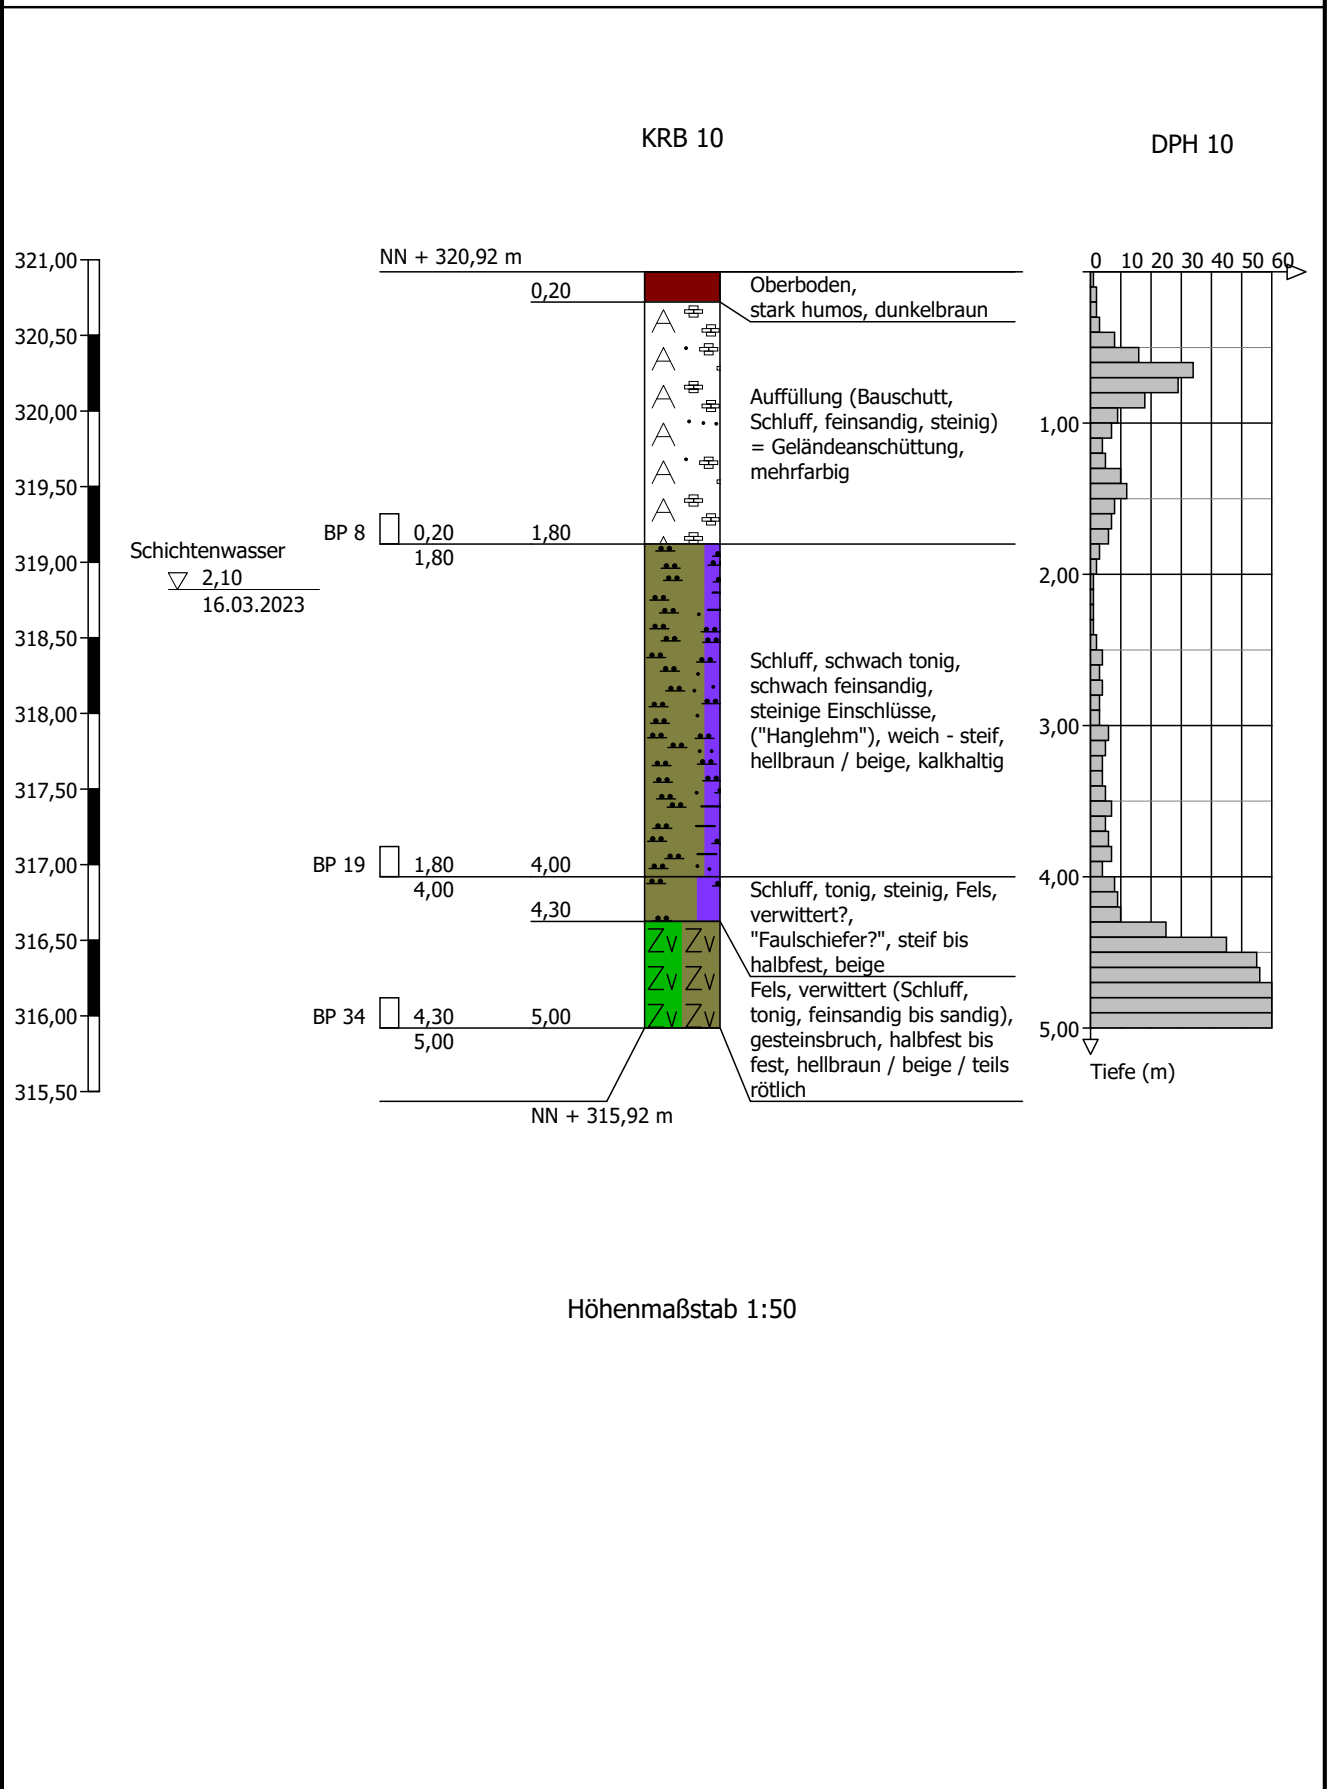 KRB 10
DPH 10
NN + 320,92 m
321,00
320,50
320,00
319,50
319,00
318,50
318,00
317,50
317,00
316,50
316,00
315,50
Schichtenwasser
2,10
16.03.2023
BP 8
0,20
1,80
BP 19
1,80
4,00
BP 34
4,30
5,00
0,20
1,80
4,00
4,30
5,00
A
A
A
A
A
A
A
Zv Zv
Zv Zv
Zv Zv
NN + 315,92 m
Oberboden,
stark humos, dunkelbraun
Auffüllung (Bauschutt,
Schluff, feinsandig, steinig)
= Geländeanschüttung,
mehrfarbig
Schluff, schwach tonig,
schwach feinsandig,
steinige Einschlüsse,
("Hanglehm"), weich - steif,
hellbraun / beige, kalkhaltig
Schluff, tonig, steinig, Fels,
verwittert?,
"Faulschiefer?", steif bis
halbfest, beige
Fels, verwittert (Schluff,
tonig, feinsandig bis sandig),
gesteinsbruch, halbfest bis
fest, hellbraun / beige / teils
rötlich
0 10 20 30 40 50 60
1,00
2,00
3,00
4,00
5,00
Tiefe (m)
Höhenmaßstab 1:50